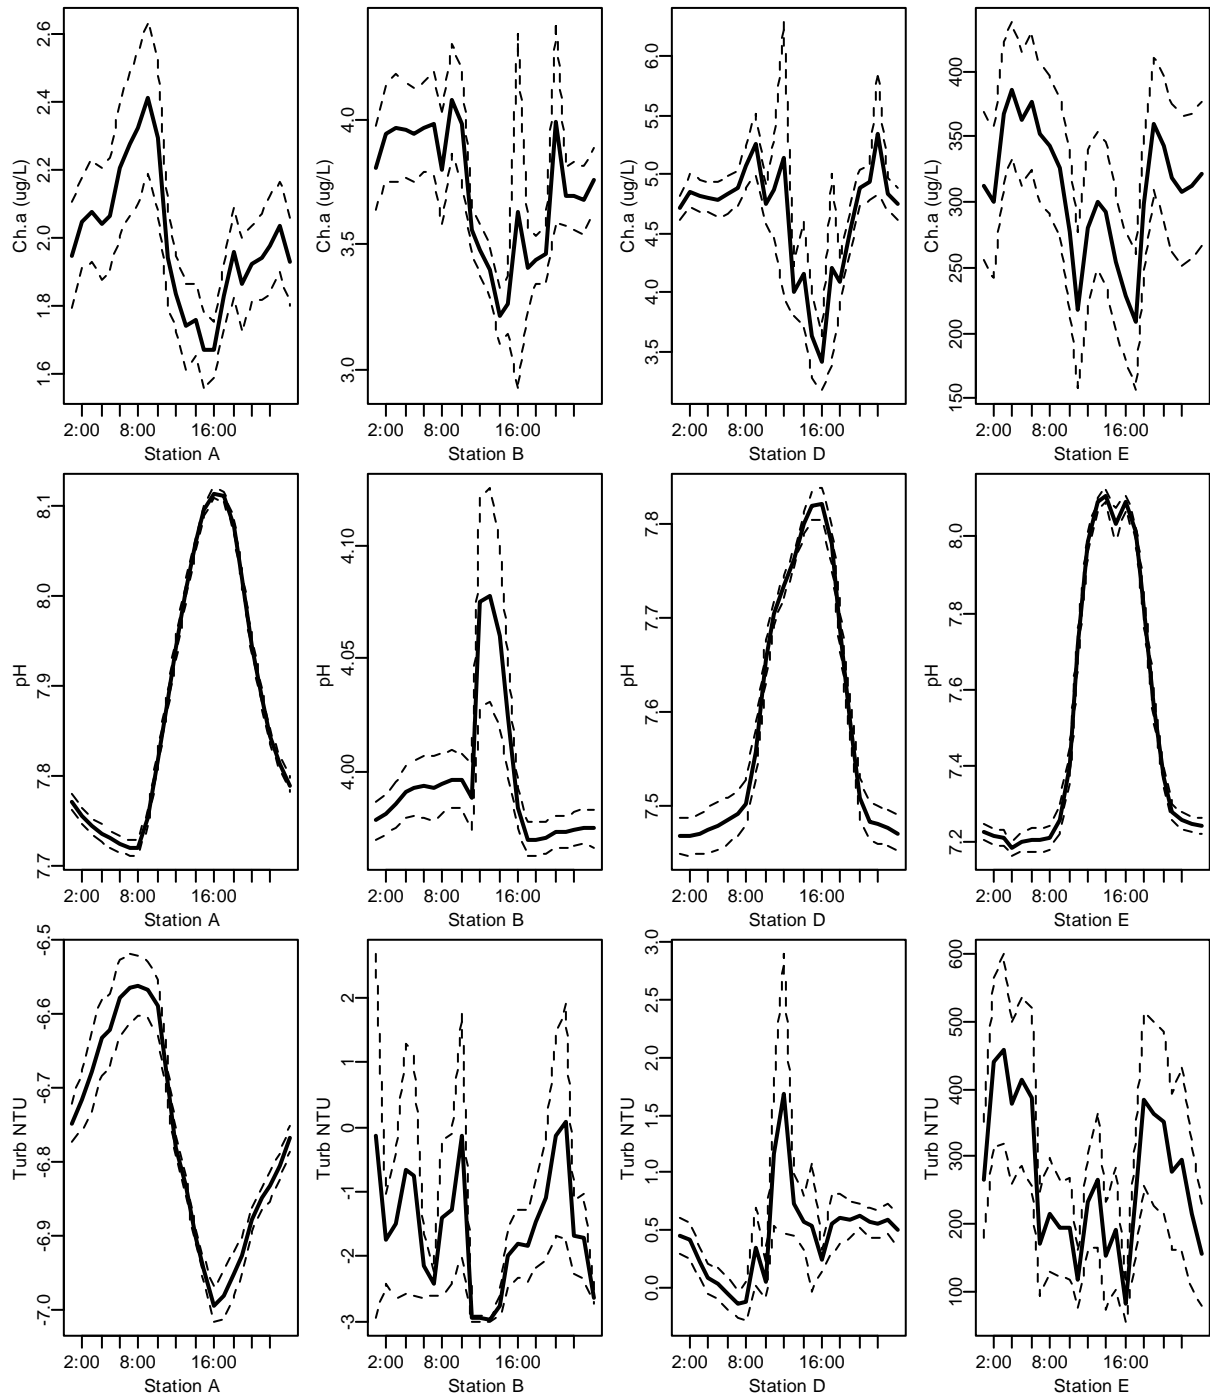 Ch.a (ug/L)
1.6 1.8 2.0 2.2 2.4 2.6
2:00 8:00 16:00
Station A
Ch.a (ug/L)
3.0 3.5 4.0
2:00 8:00 16:00
Station B
Ch.a (ug/L)
3.5 4.0 4.5 5.0 5.5 6.0
2:00 8:00 16:00
Station D
Ch.a (ug/L)
150 200 250 300 350 400
2:00 8:00 16:00
Station E
pH
7.7 7.8 7.9 8.0 8.1
2:00 8:00 16:00
Station A
pH
4.00 4.05 4.10
2:00 8:00 16:00
Station B
pH
7.5 7.6 7.7 7.8
2:00 8:00 16:00
Station D
pH
7.2 7.4 7.6 7.8 8.0
2:00 8:00 16:00
Station E
Turb NTU
-7.0 -6.9 -6.8 -6.7 -6.6 -6.5
2:00 8:00 16:00
Station A
Turb NTU
-3 -2 -1 0 1 2
2:00 8:00 16:00
Station B
Turb NTU
0.0 0.5 1.0 1.5 2.0 2.5 3.0
2:00 8:00 16:00
Station D
Turb NTU
100 200 300 400 500 600
2:00 8:00 16:00
Station E